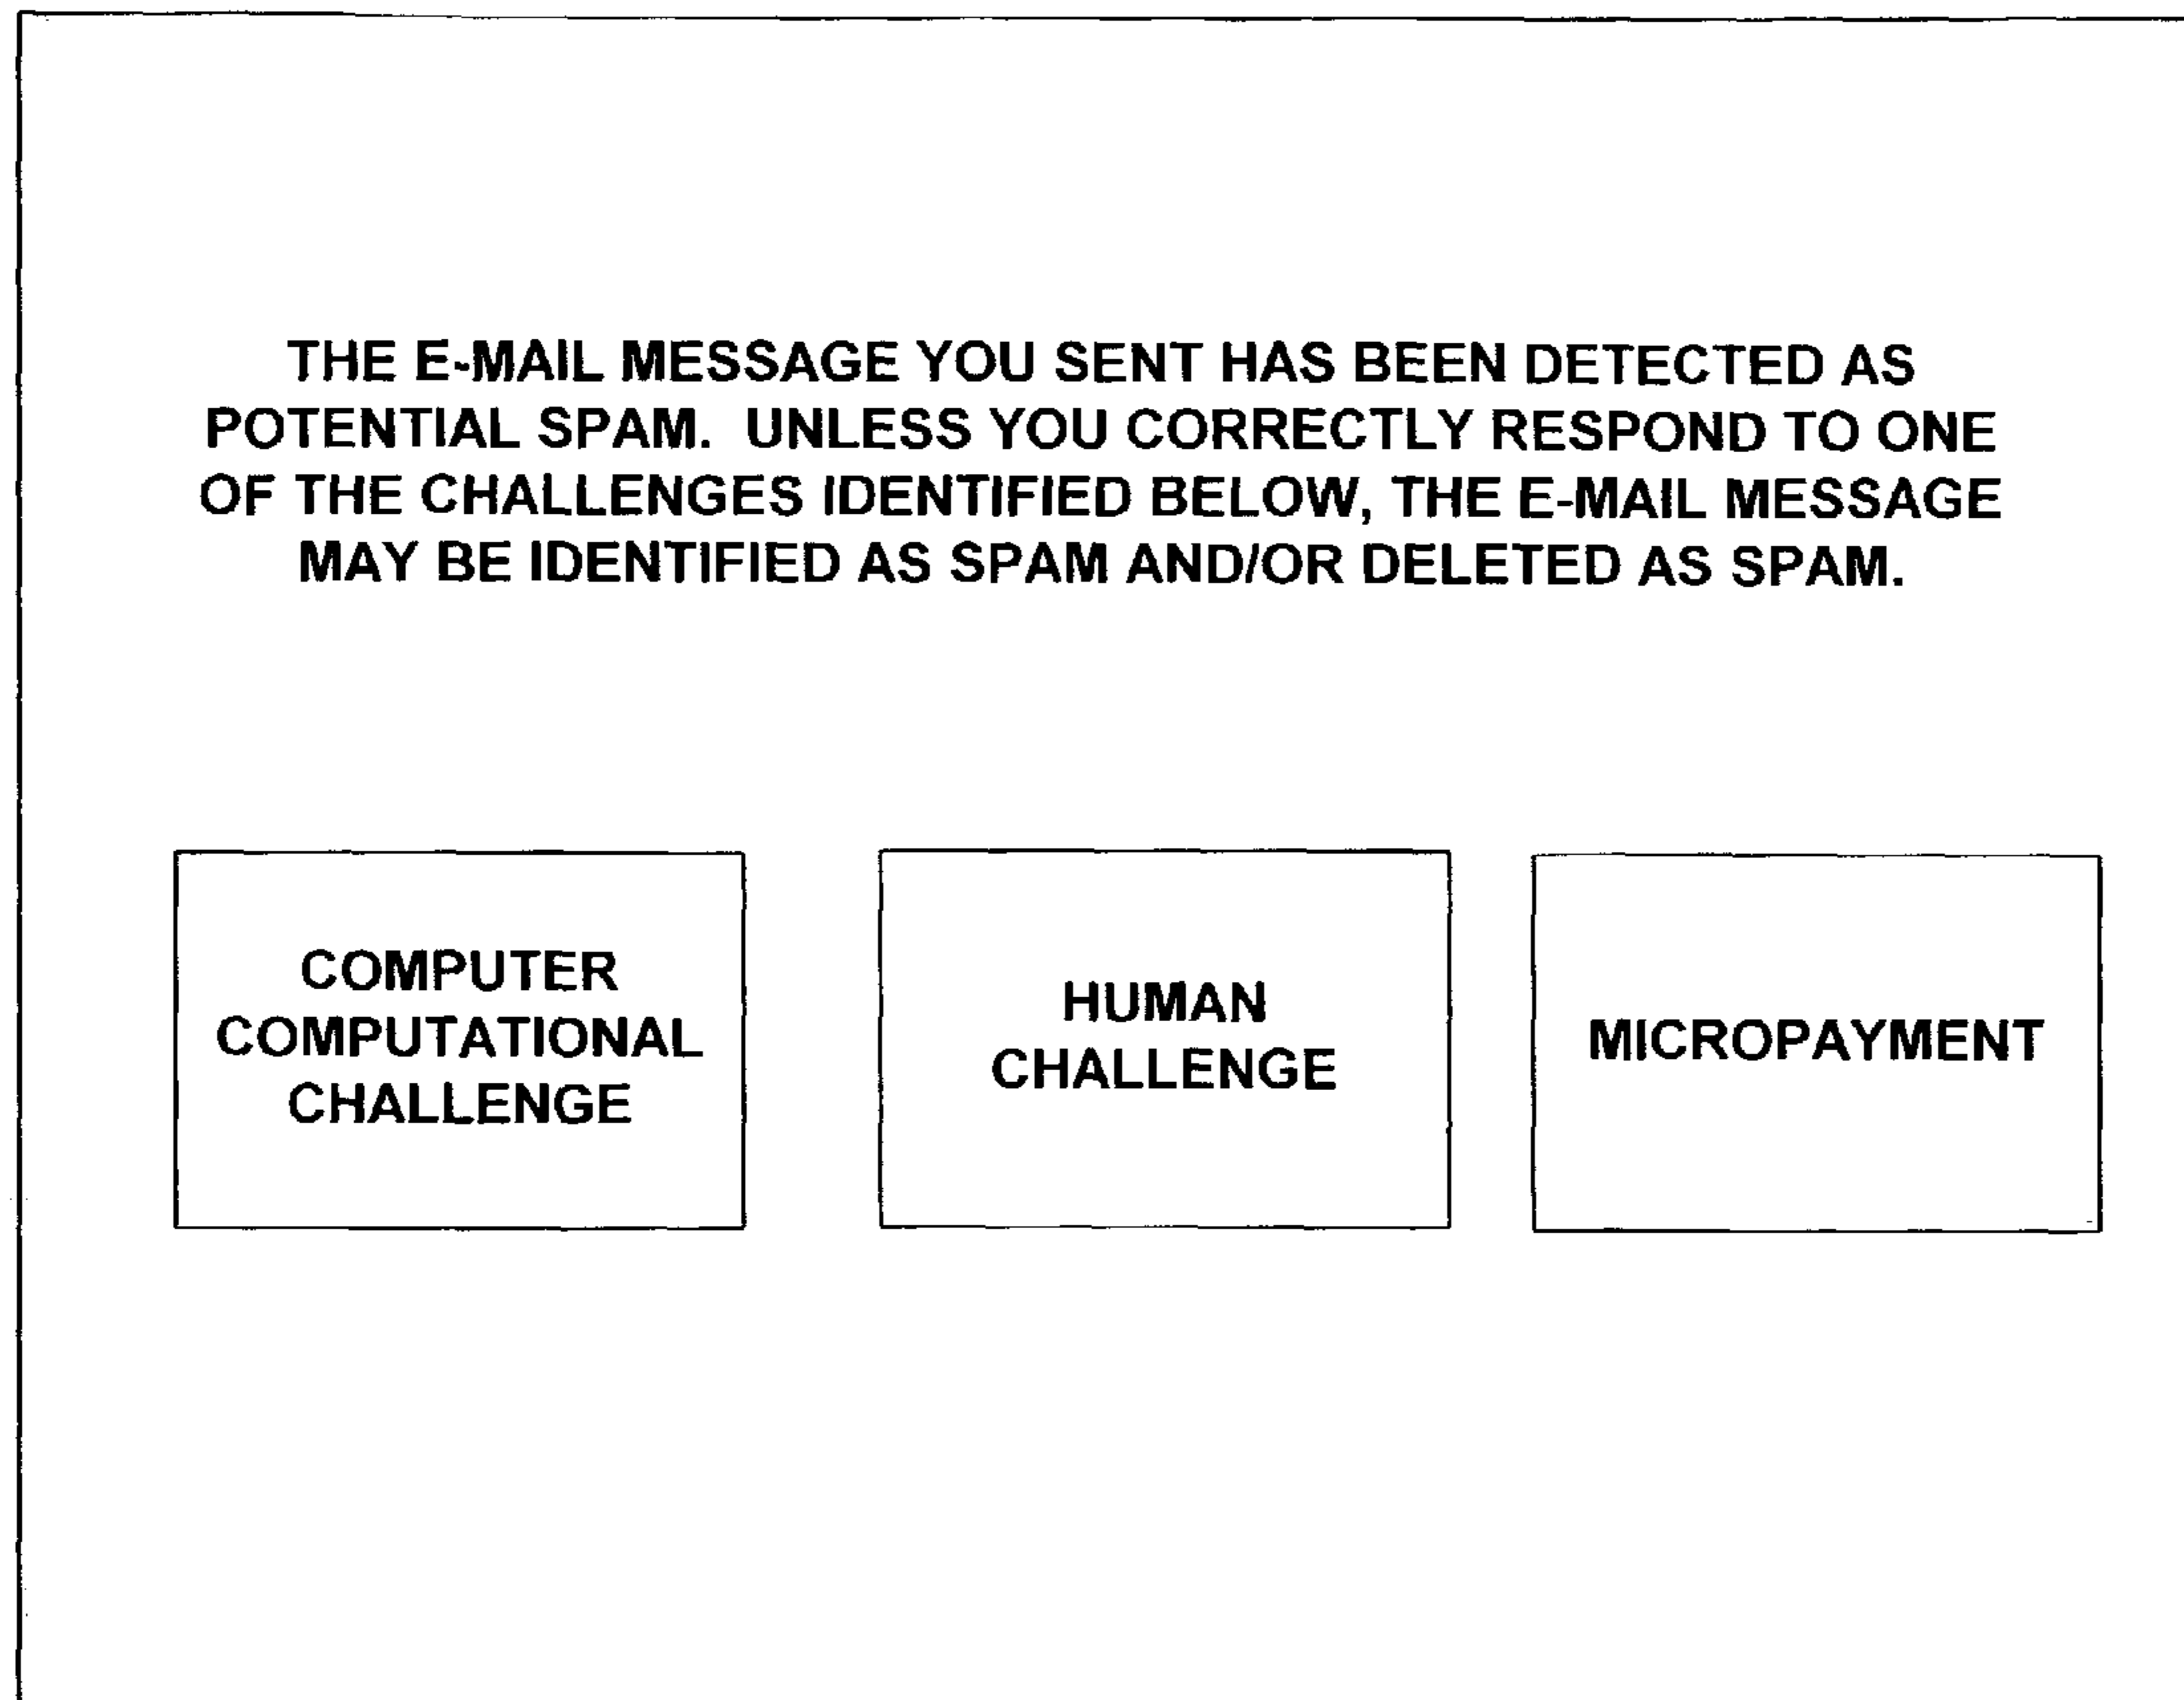 THE E-MAIL MESSAGE YOU SENT HAS BEEN DETECTED AS
POTENTIAL SPAM. UNLESS YOU CORRECTLY RESPOND TO ONE
OF THE CHALLENGES IDENTIFIED BELOW, THE E-MAIL MESSAGE
MAY BE IDENTIFIED AS SPAM AND/OR DELETED AS SPAM.
COMPUTER
COMPUTATIONAL
CHALLENGE
HUMAN
CHALLENGE
MICROPAYMENT